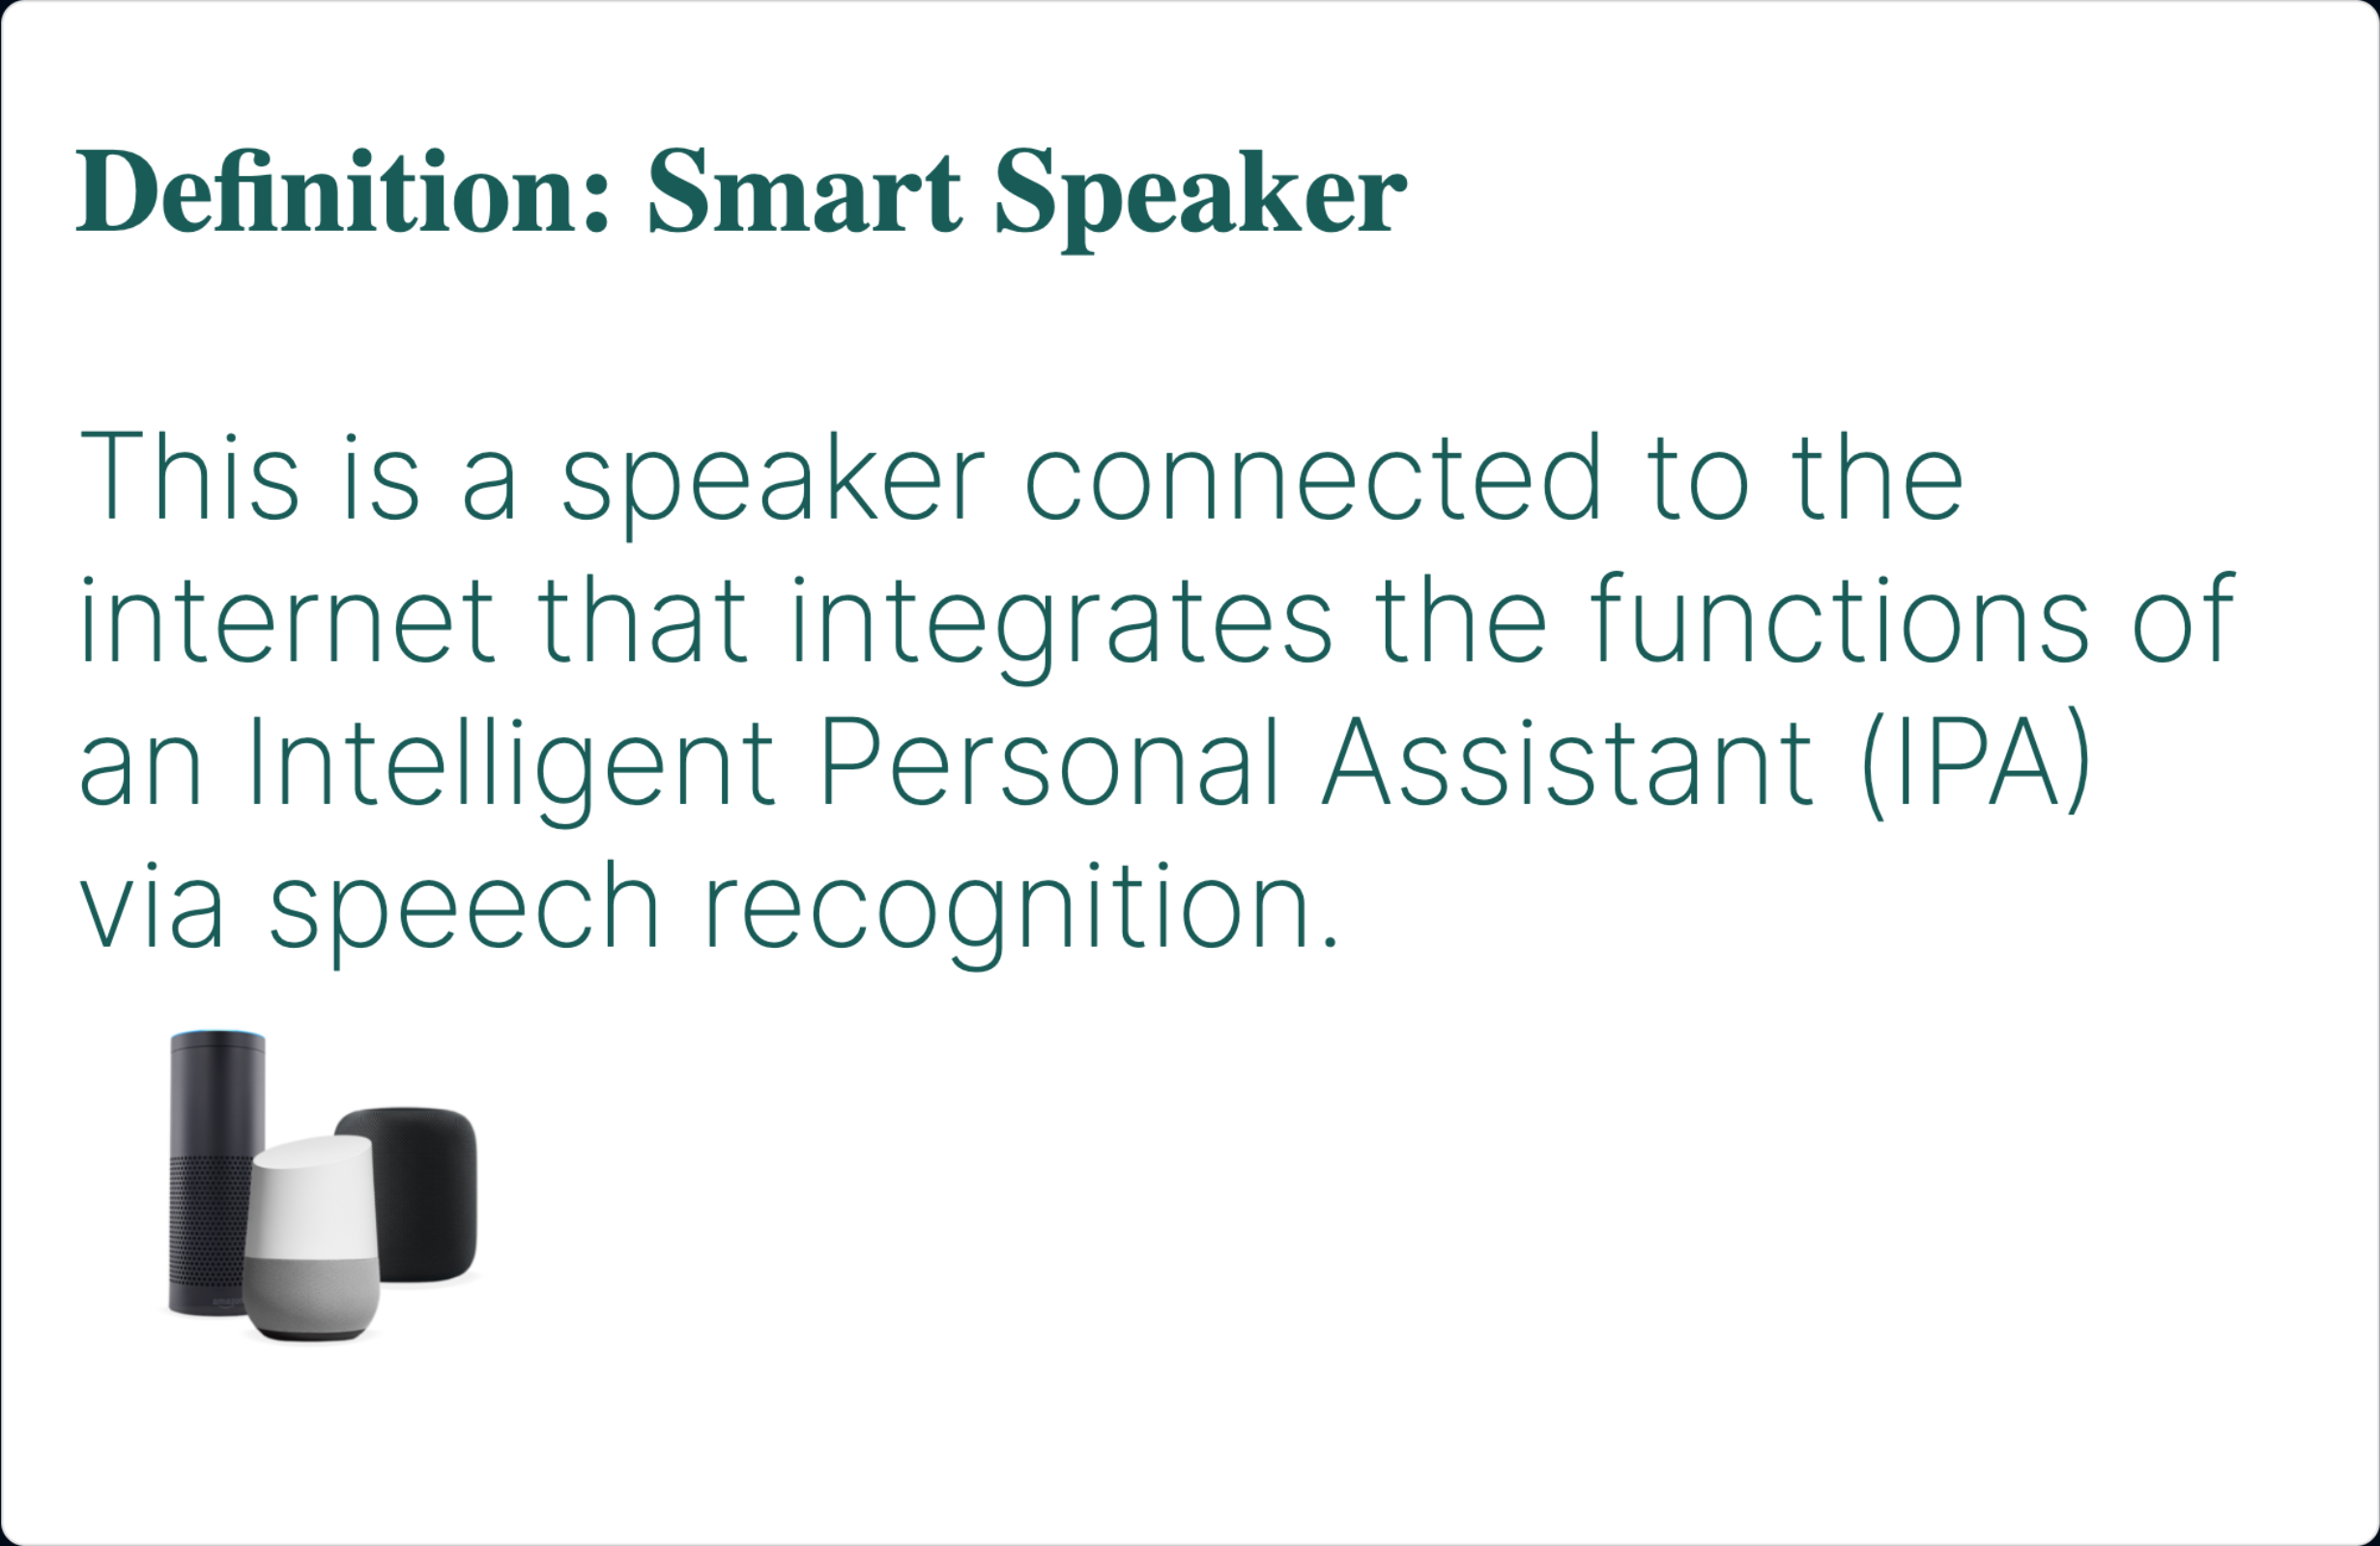 Definition: Smart Speaker
This is a speaker connected to the
internet that integrates the functions of
an Intelligent Personal Assistant (IPA)
via speech recognition.